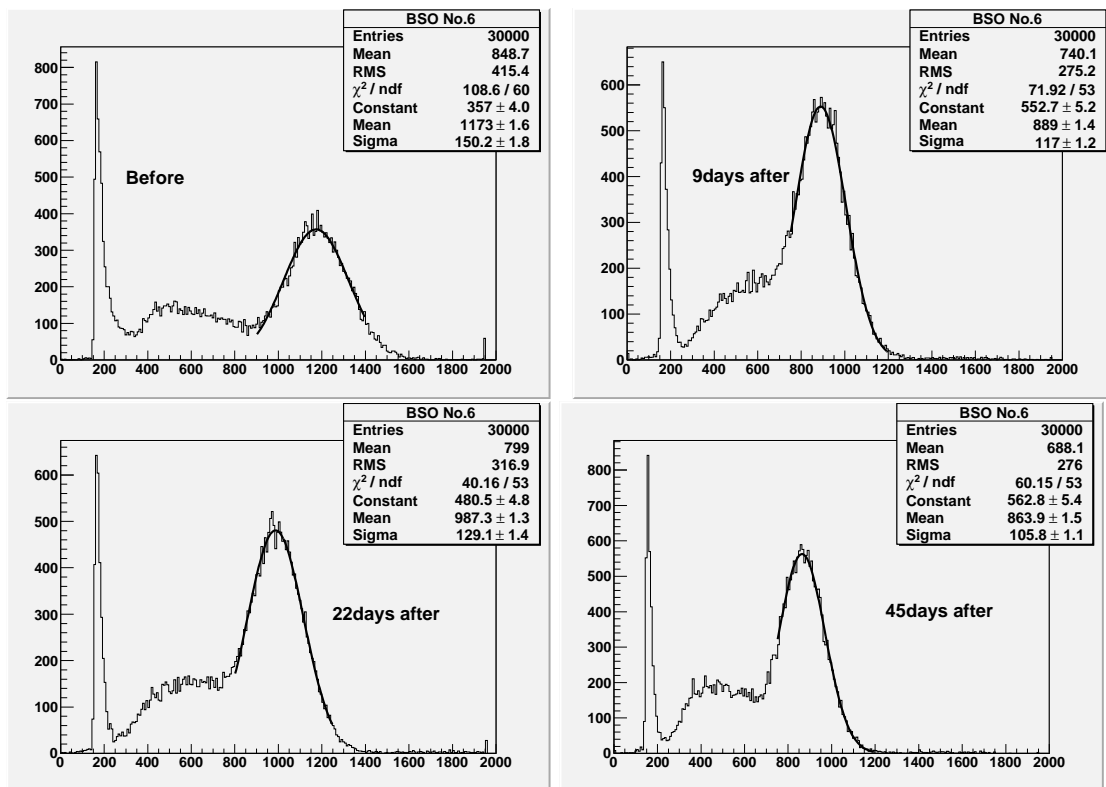 BSO No.6
Entries 30000
Mean 848.7
RMS 415.4
χ² / ndf 108.6 / 60
Constant 357 ± 4.0
Mean 1173 ± 1.6
Sigma 150.2 ± 1.8
Before
800
700
600
500
400
300
200
100
0
0 200 400 600 800 1000 1200 1400 1600 1800 2000
BSO No.6
Entries 30000
Mean 740.1
RMS 275.2
χ² / ndf 71.92 / 53
Constant 552.7 ± 5.2
Mean 889 ± 1.4
Sigma 117 ± 1.2
9days after
600
500
400
300
200
100
0
0 200 400 600 800 1000 1200 1400 1600 1800 2000
BSO No.6
Entries 30000
Mean 799
RMS 316.9
χ² / ndf 40.16 / 53
Constant 480.5 ± 4.8
Mean 987.3 ± 1.3
Sigma 129.1 ± 1.4
22days after
600
500
400
300
200
100
0
0 200 400 600 800 1000 1200 1400 1600 1800 2000
BSO No.6
Entries 30000
Mean 688.1
RMS 276
χ² / ndf 60.15 / 53
Constant 562.8 ± 5.4
Mean 863.9 ± 1.5
Sigma 105.8 ± 1.1
45days after
800
700
600
500
400
300
200
100
0
0 200 400 600 800 1000 1200 1400 1600 1800 2000